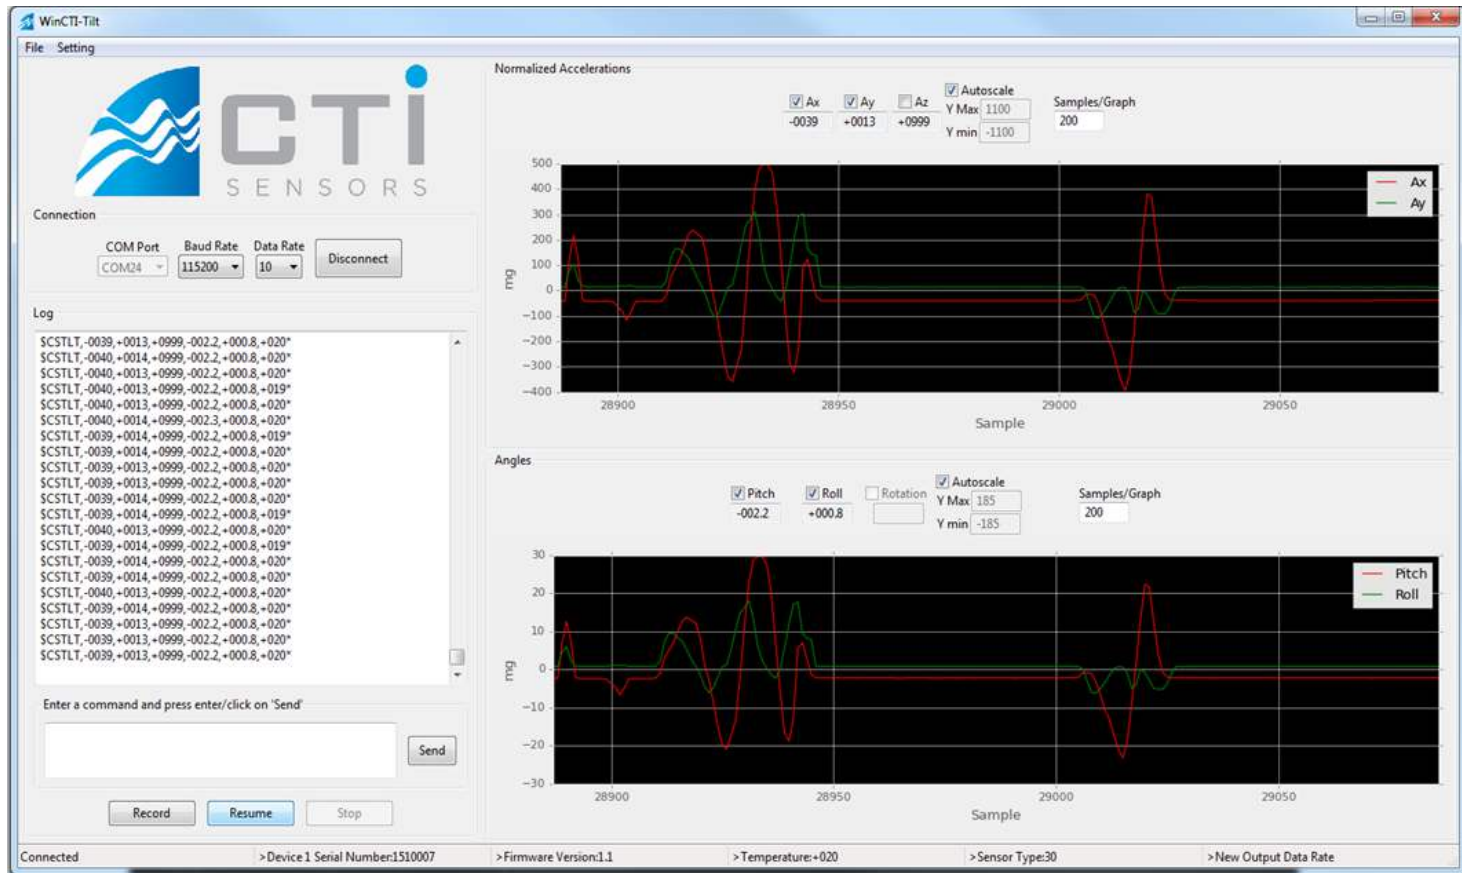 WinCTI-Tilt
File Setting
CTi
SENSORS
Connection
COM Port Baud Rate Data Rate
COM24 115200 10 Disconnect
Log
$CSTLT,-0039,+0013,+0999,-002.2,+000.8,+020*
$CSTLT,-0040,+0014,+0999,-002.2,+000.8,+020*
$CSTLT,-0040,+0013,+0999,-002.2,+000.8,+020*
$CSTLT,-0040,+0013,+0999,-002.2,+000.8,+019*
$CSTLT,-0040,+0013,+0999,-002.2,+000.8,+020*
$CSTLT,-0040,+0014,+0999,-002.3,+000.8,+020*
$CSTLT,-0039,+0014,+0999,-002.2,+000.8,+019*
$CSTLT,-0039,+0014,+0999,-002.2,+000.8,+020*
$CSTLT,-0039,+0013,+0999,-002.2,+000.8,+020*
$CSTLT,-0039,+0013,+0999,-002.2,+000.8,+020*
$CSTLT,-0039,+0014,+0999,-002.2,+000.8,+020*
$CSTLT,-0039,+0014,+0999,-002.2,+000.8,+019*
$CSTLT,-0040,+0013,+0999,-002.2,+000.8,+020*
$CSTLT,-0039,+0014,+0999,-002.2,+000.8,+019*
$CSTLT,-0039,+0014,+0999,-002.2,+000.8,+020*
$CSTLT,-0039,+0014,+0999,-002.2,+000.8,+020*
$CSTLT,-0040,+0013,+0999,-002.2,+000.8,+020*
$CSTLT,-0039,+0014,+0999,-002.2,+000.8,+020*
$CSTLT,-0039,+0013,+0999,-002.2,+000.8,+020*
$CSTLT,-0039,+0013,+0999,-002.2,+000.8,+020*
$CSTLT,-0039,+0013,+0999,-002.2,+000.8,+020*
Enter a command and press enter/click on 'Send'
Send
Record Resume Stop
Normalized Accelerations
Ax Ay Az Autoscale
-0039 +0013 +0999 Y Max 1100
Y min -1100
Samples/Graph
200
500
400
300
200
100
0
−100
−200
−300
−400
mg
Ax
Ay
28900 28950 29000 29050
Sample
Angles
Pitch Roll Rotation Autoscale
-002.2 +000.8 Y Max 185
Y min -185
Samples/Graph
200
30
20
10
0
−10
−20
−30
mg
Pitch
Roll
28900 28950 29000 29050
Sample
Connected >Device 1 Serial Number:1510007 >Firmware Version:1.1 >Temperature:+020 >Sensor Type:30 >New Output Data Rate